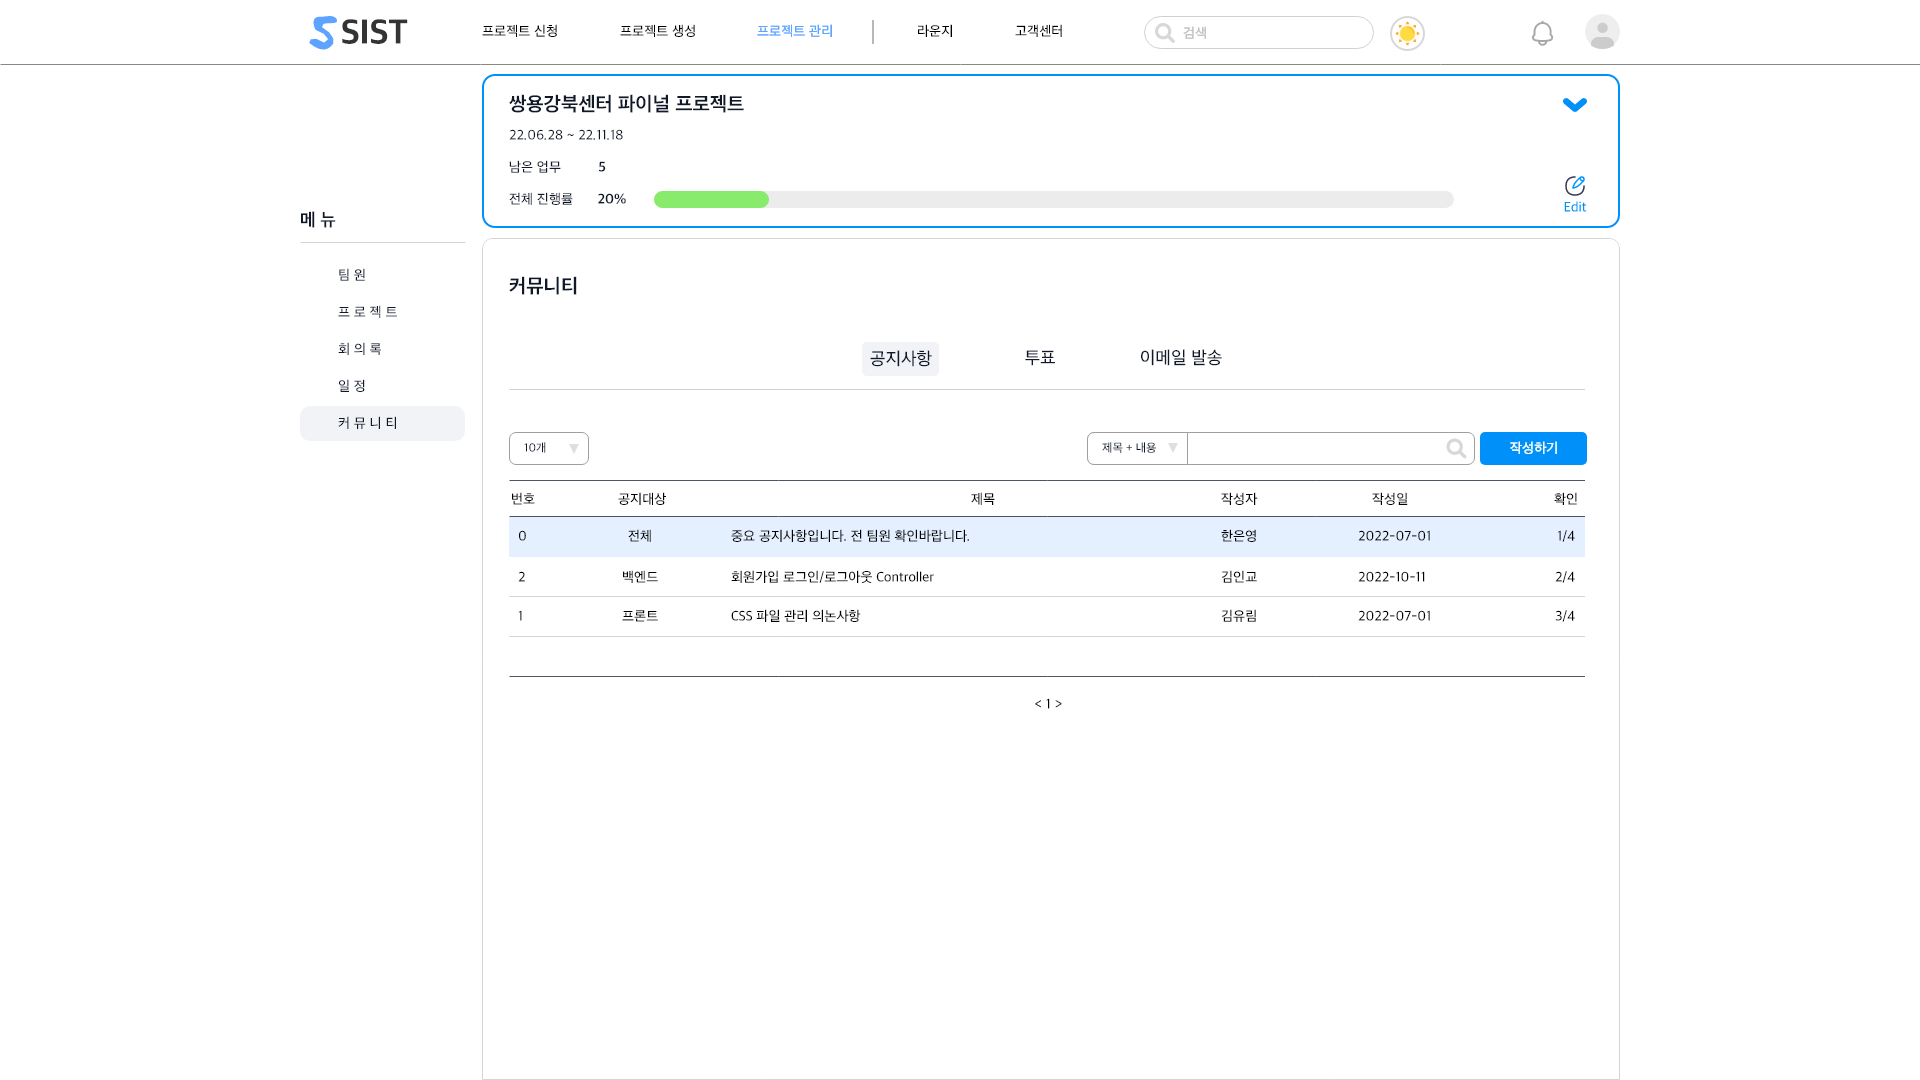 SIST 프로젝트 신청 프로젝트 생성 프로젝트 관리 라운지 고객센터 검색
쌍용강북센터 파이널 프로젝트
22.06.28 ~ 22.11.18
남은 업무 5
전체 진행률 20%
Edit
메 뉴
팀 원
프 로 젝 트
회 의 록
일 정
커 뮤 니 티
커뮤니티
공지사항 투표 이메일 발송
10개 제목 + 내용 작성하기
번호 공지대상 제목 작성자 작성일 확인
0 전체 중요 공지사항입니다. 전 팀원 확인바랍니다. 한은영 2022-07-01 1/4
2 백엔드 회원가입 로그인/로그아웃 Controller 김인교 2022-10-11 2/4
1 프론트 CSS 파일 관리 의논사항 김유림 2022-07-01 3/4
< 1 >